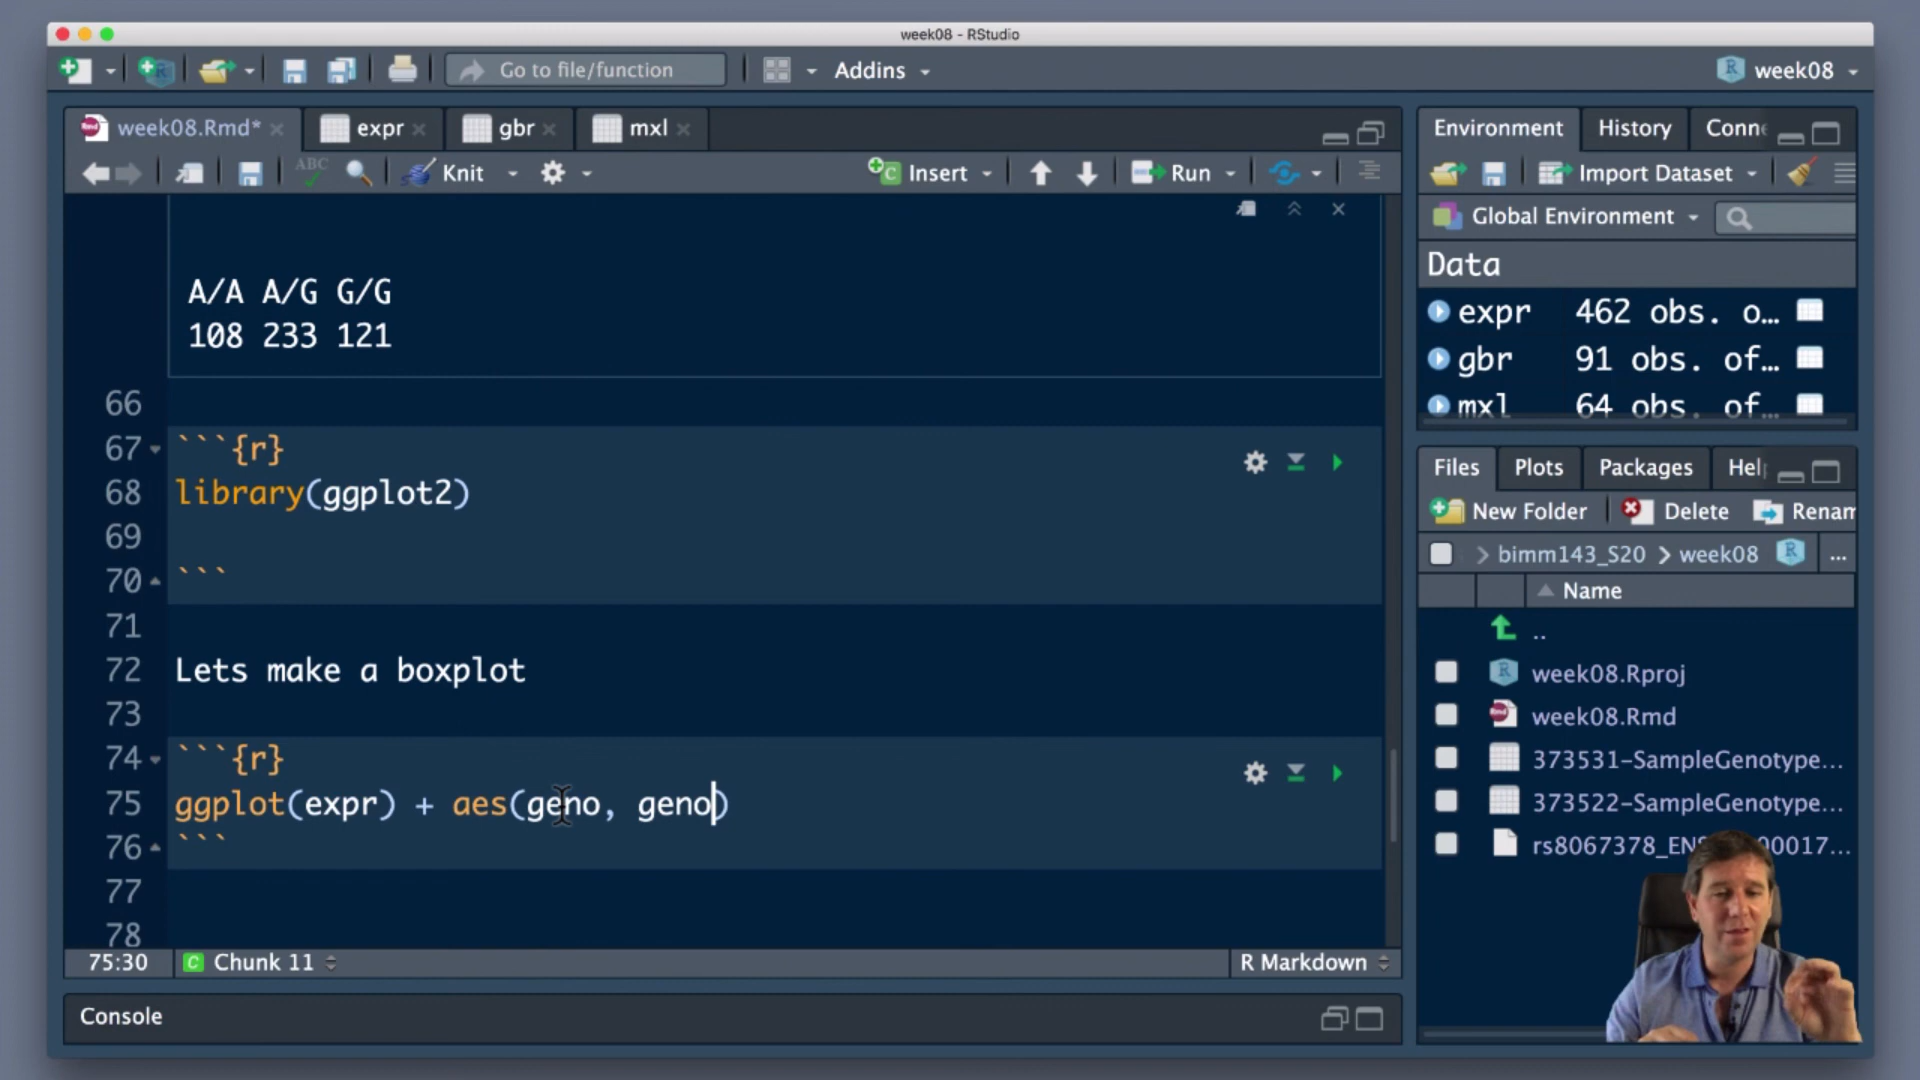 week08 - RStudio
Go to file/function
Addins
week08
week08.Rmd*
expr
gbr
mxl
ABC
Knit
Insert
Run
A/A A/G G/G
108 233 121
66
67 ```{r}
68 library(ggplot2)
69
70 ```
71
72 Lets make a boxplot
73
74 ```{r}
75 ggplot(expr) + aes(geno, geno)
76 ```
77
78
75:30
Chunk 11
R Markdown
Console
Environment
History
Conne
Import Dataset
Global Environment
Data
expr 462 obs. o…
gbr 91 obs. of…
mxl 64 obs. of…
Files
Plots
Packages
Hel
New Folder
Delete
Renam
bimm143_S20
week08
...
Name
..
week08.Rproj
week08.Rmd
373531-SampleGenotype...
373522-SampleGenotype...
rs8067378_ENS 00017...